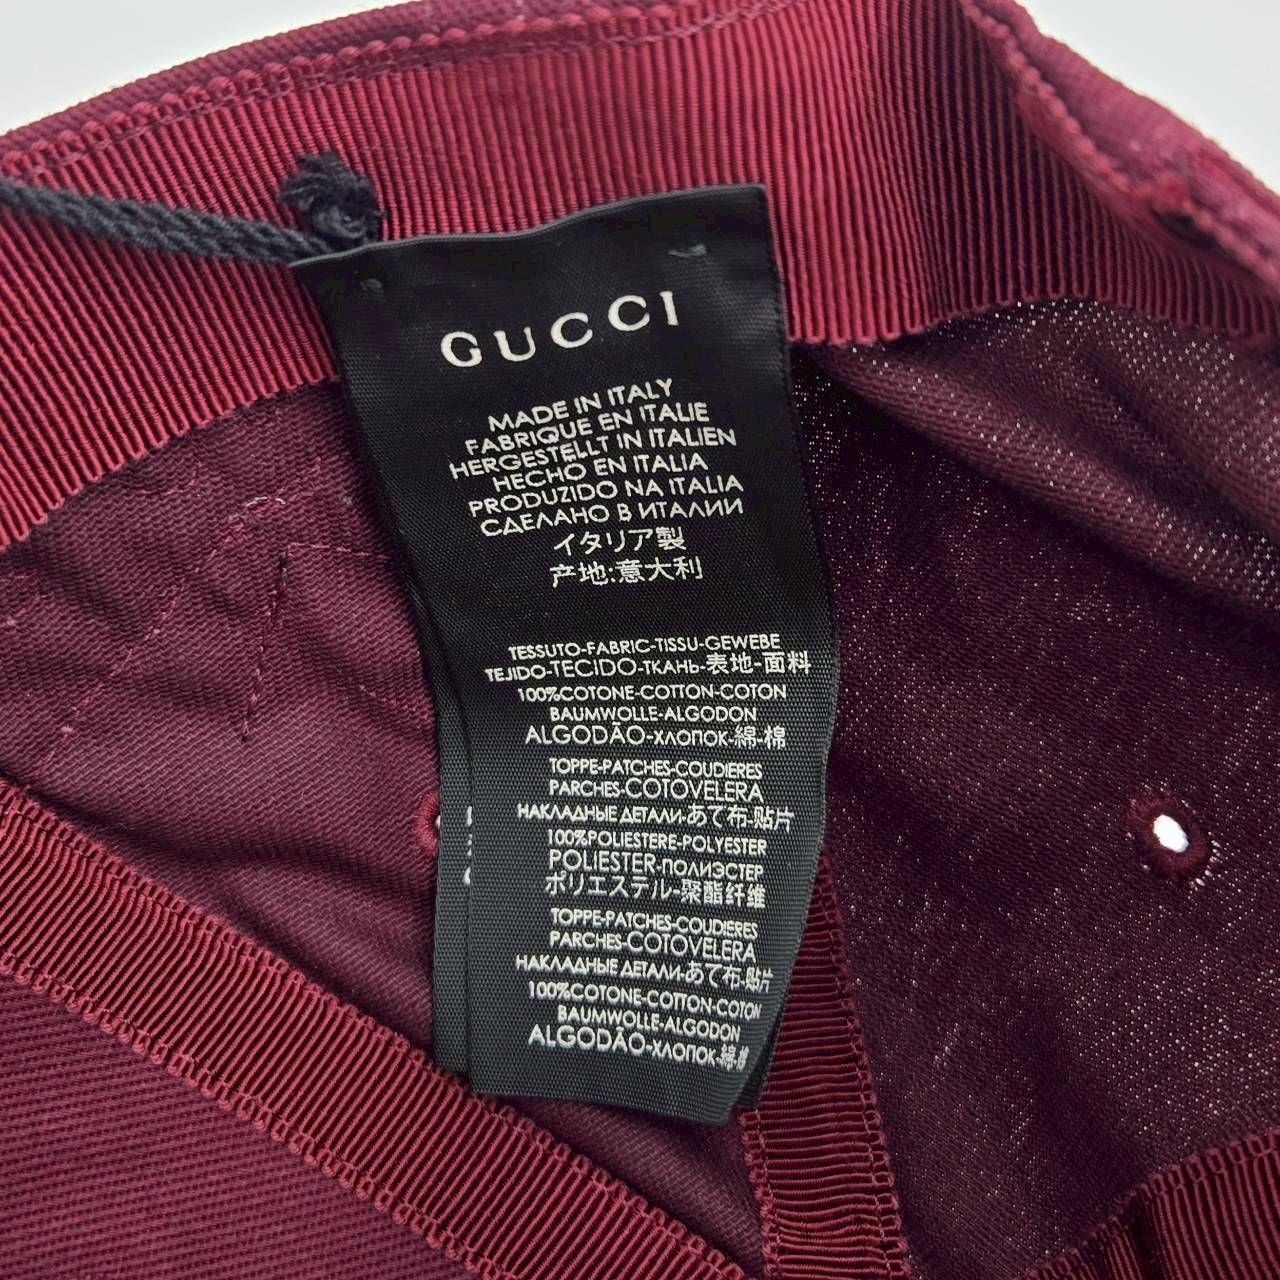 GUCCI
MADE IN ITALY
FABRIQUE EN ITALIE
HERGESTELLT IN ITALIEN
HECHO EN ITALIA
PRODUZIDO NA ITALIA
СДЕЛАНО В ИТАЛИИ
イタリア製
产地:意大利
TESSUTO-FABRIC-TISSU-GEWEBE
TEJIDO-TECIDO-ТКАНЬ-表地-面料
100%COTONE-COTTON-COTON
BAUMWOLLE-ALGODON
ALGODÃO-ХЛОПОК-綿-棉
TOPPE-PATCHES-COUDIERES
PARCHES-COTOVELERA
НАКЛАДНЫЕ ДЕТАЛИ-あて布-贴片
100%POLIESTERE-POLYESTER
POLIESTER-ПОЛИЭСТЕР
ポリエステル-聚酯纤维
TOPPE-PATCHES-COUDIERES
PARCHES-COTOVELERA
НАКЛАДНЫЕ ДЕТАЛИ-あて布-贴片
100%COTONE-COTTON-COTON
BAUMWOLLE-ALGODON
ALGODÃO-ХЛОПОК-綿-棉